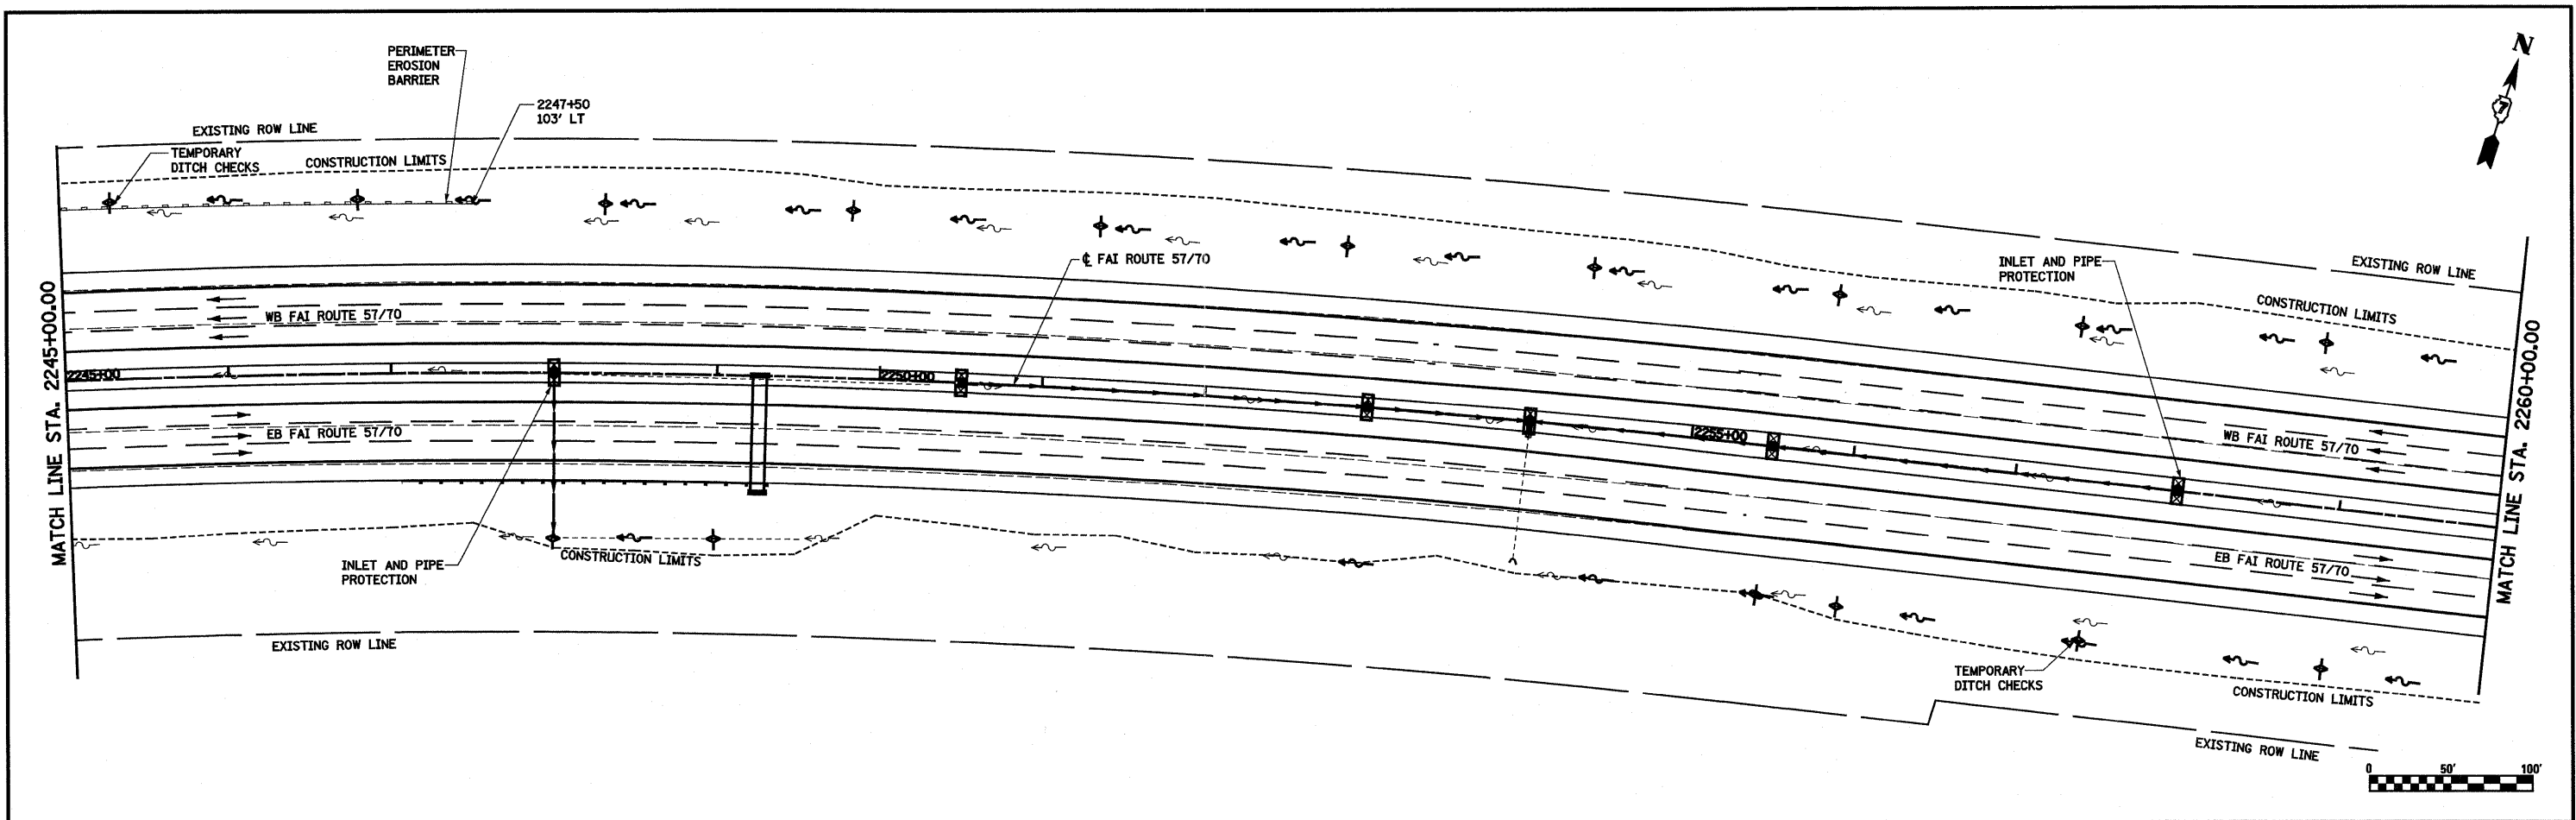 PERIMETER
EROSION
BARRIER
2247+50
103' LT
N
7
EXISTING ROW LINE
TEMPORARY
DITCH CHECKS
CONSTRUCTION LIMITS
℄ FAI ROUTE 57/70
INLET AND PIPE
PROTECTION
EXISTING ROW LINE
CONSTRUCTION LIMITS
MATCH LINE STA. 2245+00.00
WB FAI ROUTE 57/70
2245+00
2250+00
EB FAI ROUTE 57/70
2255+00
WB FAI ROUTE 57/70
EB FAI ROUTE 57/70
MATCH LINE STA. 2260+00.00
INLET AND PIPE
PROTECTION
CONSTRUCTION LIMITS
EXISTING ROW LINE
TEMPORARY
DITCH CHECKS
CONSTRUCTION LIMITS
EXISTING ROW LINE
0 50' 100'